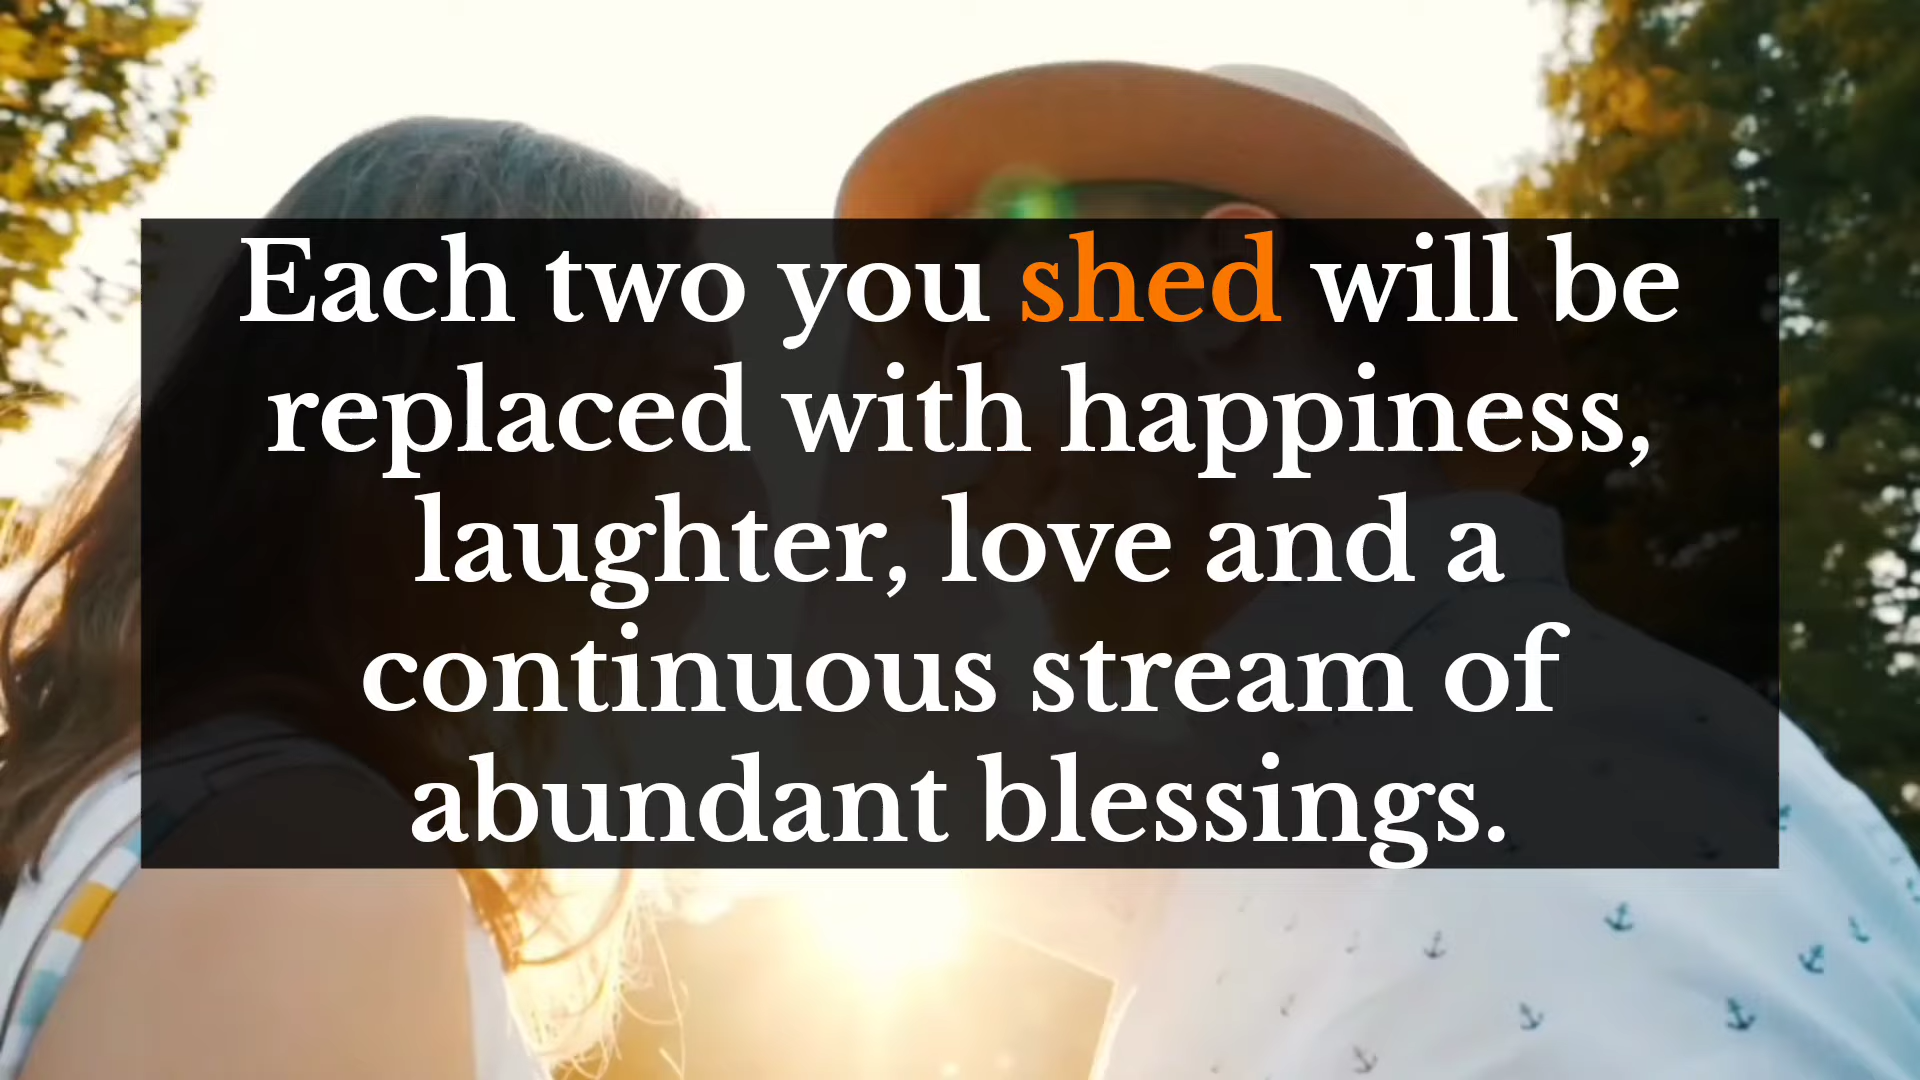 Each two you shed will be
replaced with happiness,
laughter, love and a
continuous stream of
abundant blessings.